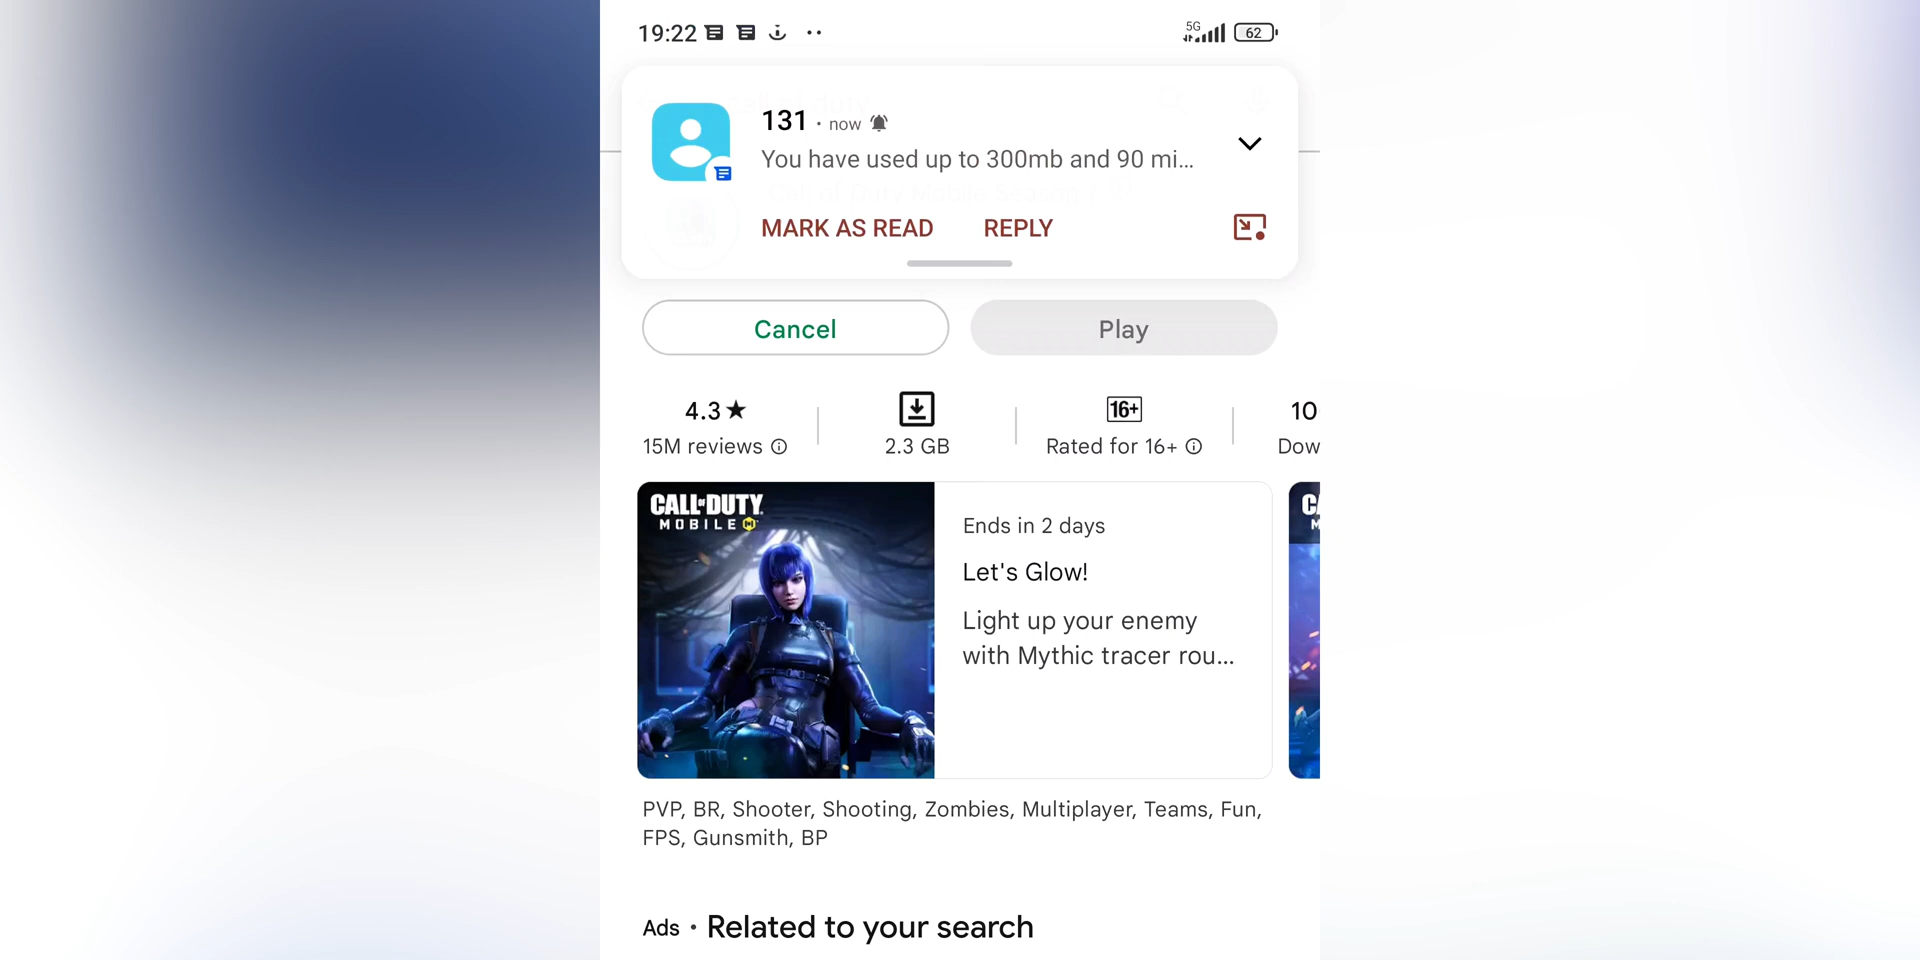 19:22
5G
62
131 · now
You have used up to 300mb and 90 mi...
MARK AS READ REPLY
Cancel
Play
4.3★
15M reviews
2.3 GB
16+
Rated for 16+
10
Dow
CALL OF DUTY
MOBILE
Ends in 2 days
Let's Glow!
Light up your enemy
with Mythic tracer rou...
PVP, BR, Shooter, Shooting, Zombies, Multiplayer, Teams, Fun,
FPS, Gunsmith, BP
Ads · Related to your search